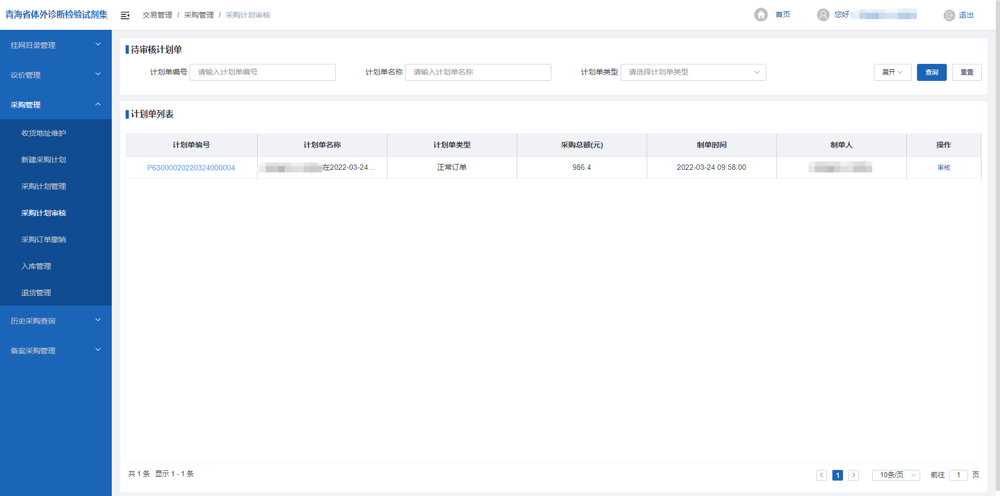 青海省体外诊断检验试剂集 交易管理 / 采购管理 / 采购计划审核 首页 您好: 退出
挂网目录管理
议价管理
采购管理
收货地址维护
新建采购计划
采购计划管理
采购计划审核
采购订单撤销
入库管理
退货管理
历史采购查询
备案采购管理
待审核计划单
计划单编号 请输入计划单编号 计划单名称 请输入计划单名称 计划单类型 请选择计划单类型 展开 查询 重置
计划单列表
计划单编号 计划单名称 计划单类型 采购总额(元) 制单时间 制单人 操作
P63000020220324000004 在2022-03-24... 正常订单 986.4 2022-03-24 09:58:00 审核
共 1 条 显示 1 - 1 条 1 10条/页 前往 1 页